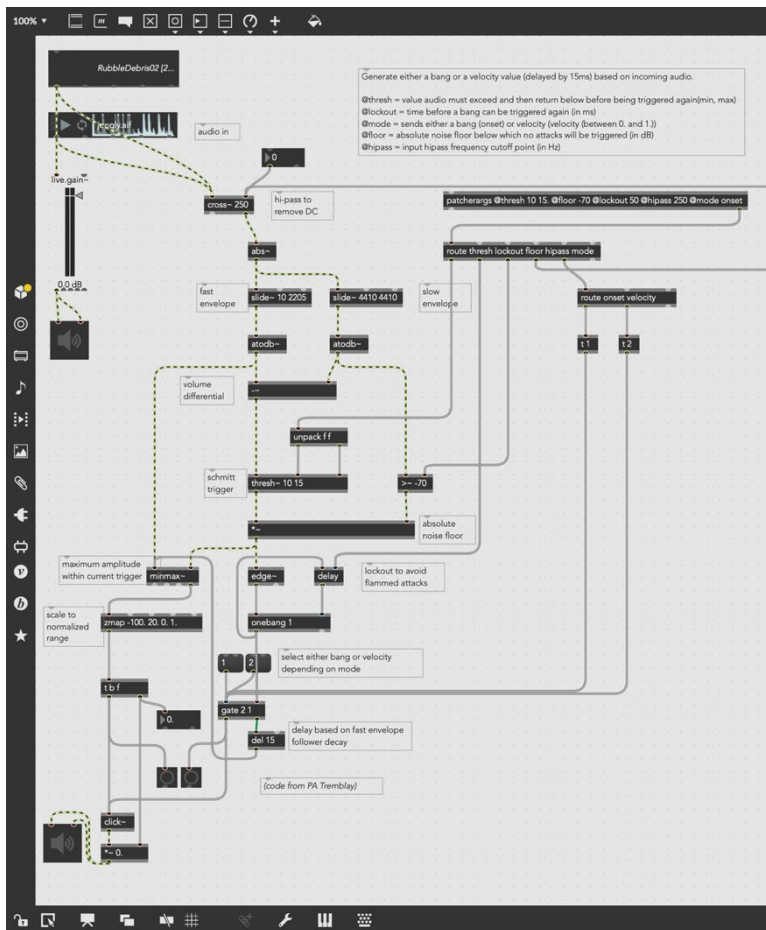 100%
RubbleDebris02 [2...
Generate either a bang or a velocity value (delayed by 15ms) based on incoming audio.
@thresh = value audio must exceed and then return below before being triggered again(min, max)
@lockout = time before a bang can be triggered again (in ms)
@mode = sends either a bang (onset) or velocity (velocity (between 0. and 1.))
@floor = absolute noise floor below which no attacks will be triggered (in dB)
@hipass = input hipass frequency cutoff point (in Hz)
audio in
0
live.gain~
cross~ 250
hi-pass to
remove DC
patcherargs @thresh 10 15. @floor -70 @lockout 50 @hipass 250 @mode onset
abs~
route thresh lockout floor hipass mode
0.0 dB
fast
envelope
slide~ 10 2205
slide~ 4410 4410
slow
envelope
route onset velocity
atodb~
atodb~
t 1
t 2
volume
differential
-~
unpack f f
schmitt
trigger
thresh~ 10 15
>~ -70
*~
absolute
noise floor
maximum amplitude
within current trigger
minmax~
edge~
delay
lockout to avoid
flammed attacks
scale to
normalized
range
zmap -100. 20. 0. 1.
onebang 1
1
2
select either bang or velocity
depending on mode
t b f
0.
gate 2 1
del 15
delay based on fast envelope
follower decay
(code from PA Tremblay)
click~
*~ 0.